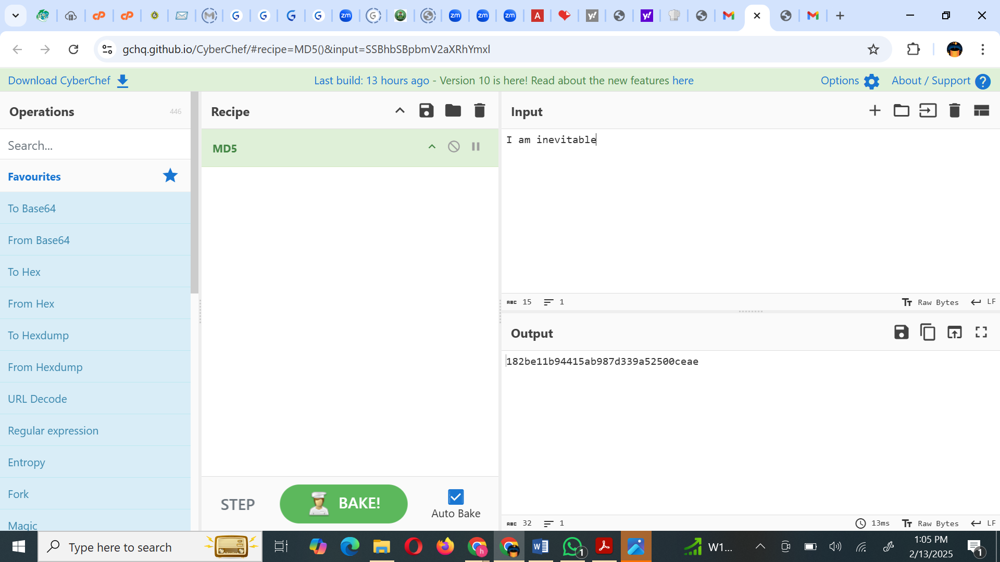 gchq.github.io/CyberChef/#recipe=MD5()&input=SSBhbSBpbmV2aXRhYmxl
Download CyberChef
Last build: 13 hours ago - Version 10 is here! Read about the new features here
Options
About / Support
Operations
446
Search...
Favourites
To Base64
From Base64
To Hex
From Hex
To Hexdump
From Hexdump
URL Decode
Regular expression
Entropy
Fork
Magic
Recipe
MD5
STEP
BAKE!
Auto Bake
Input
I am inevitable
ABC 15 1
Raw Bytes LF
Output
182be11b94415ab987d339a52500ceae
ABC 32 1
13ms Raw Bytes LF
Type here to search
W1...
1:05 PM
2/13/2025
1
1